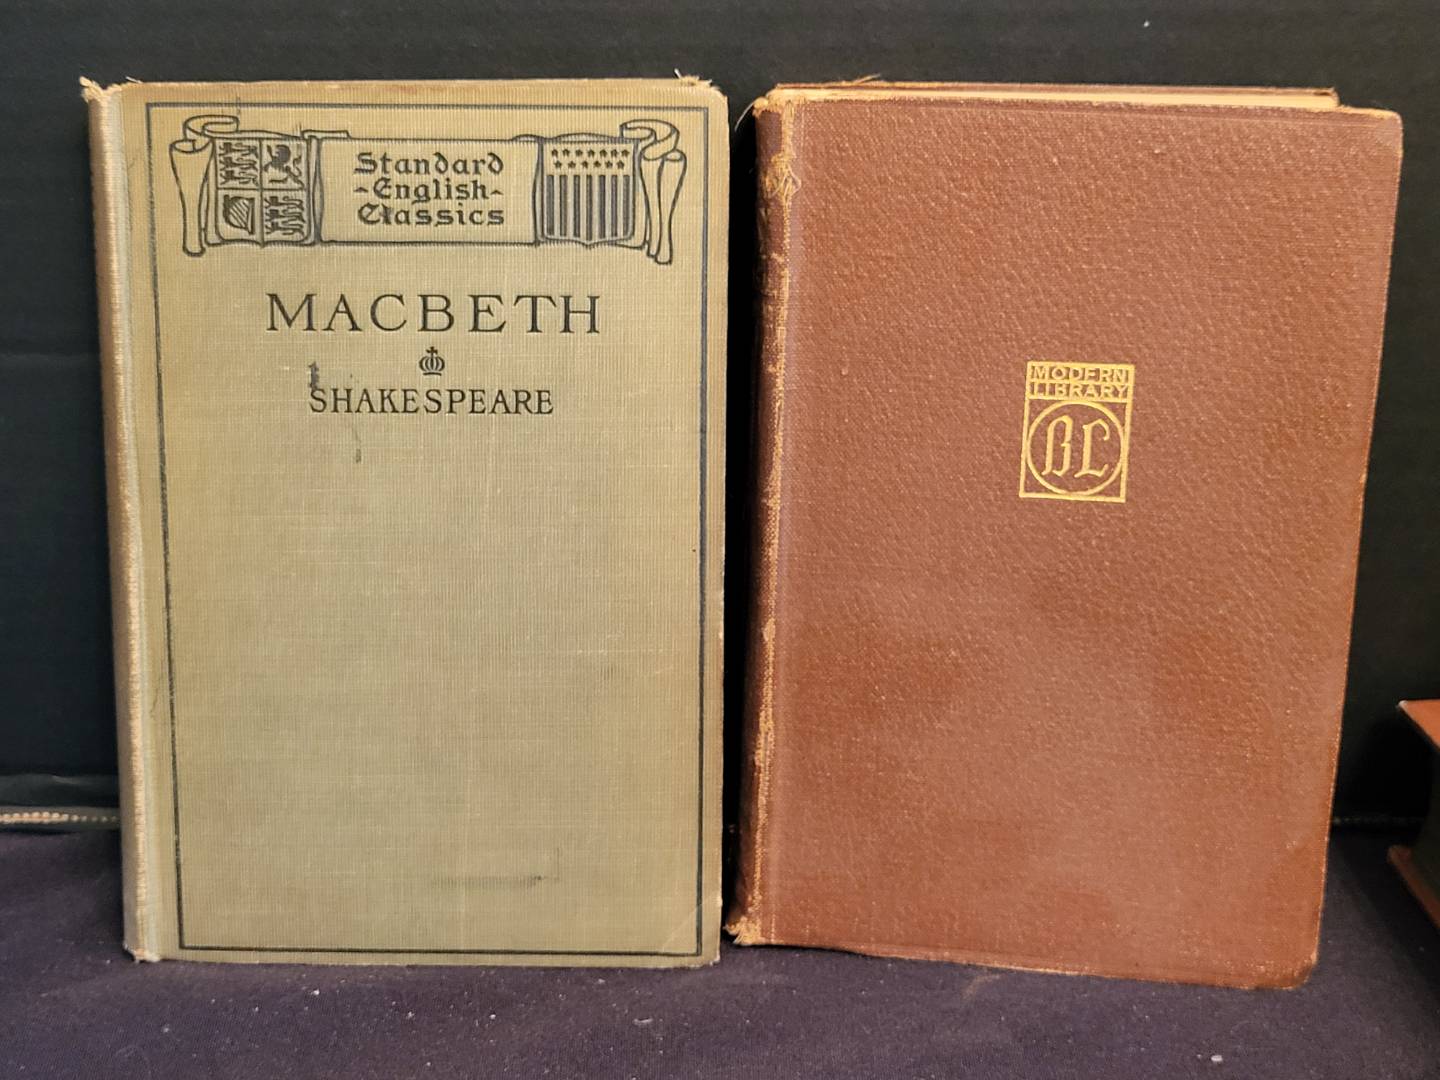 Standard
-English-
Classics
MACBETH
SHAKESPEARE
MODERN
LIBRARY
BL